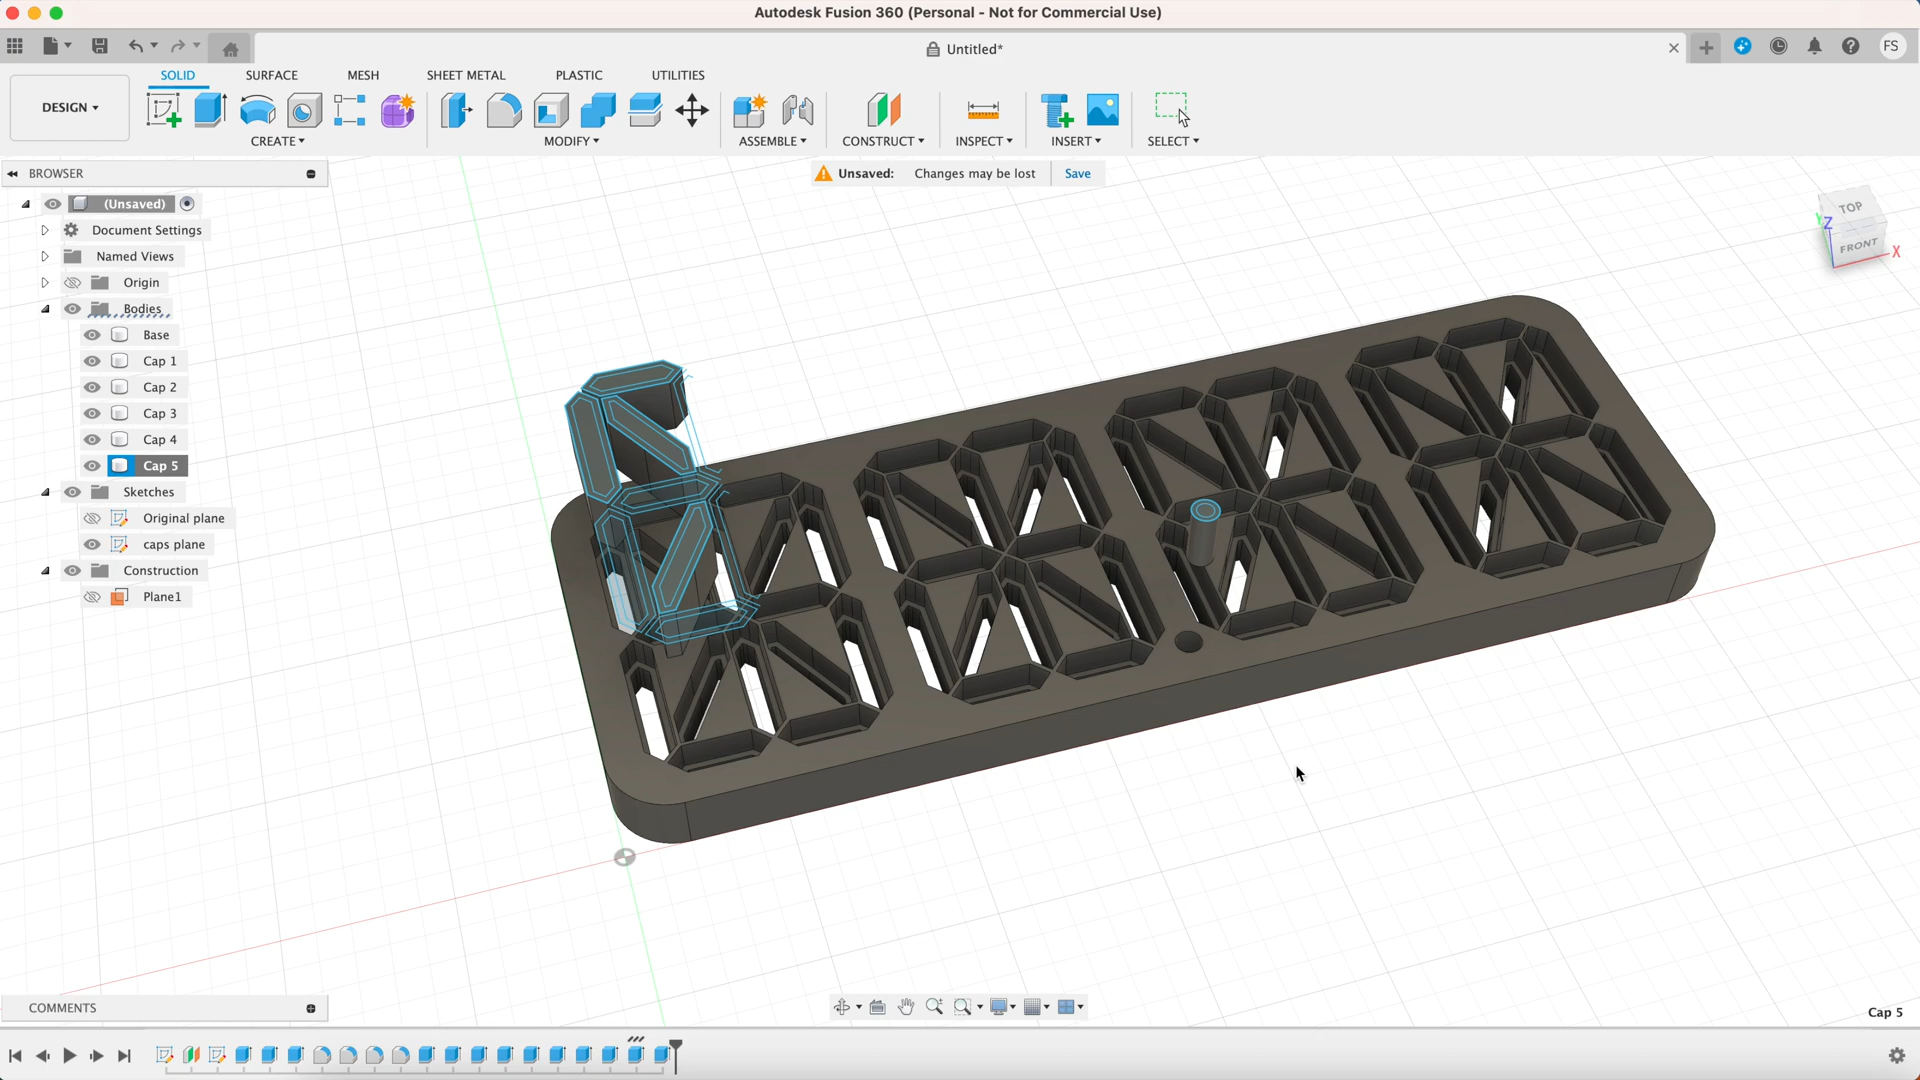 Autodesk Fusion 360 (Personal - Not for Commercial Use)
Untitled*
FS
DESIGN
SOLID
SURFACE
MESH
SHEET METAL
PLASTIC
UTILITIES
CREATE
MODIFY
ASSEMBLE
CONSTRUCT
INSPECT
INSERT
SELECT
BROWSER
Unsaved: Changes may be lost
Save
(Unsaved)
Document Settings
Named Views
Origin
Bodies
Base
Cap 1
Cap 2
Cap 3
Cap 4
Cap 5
Sketches
Original plane
caps plane
Construction
Plane1
TOP
FRONT
Y
Z
X
COMMENTS
Cap 5